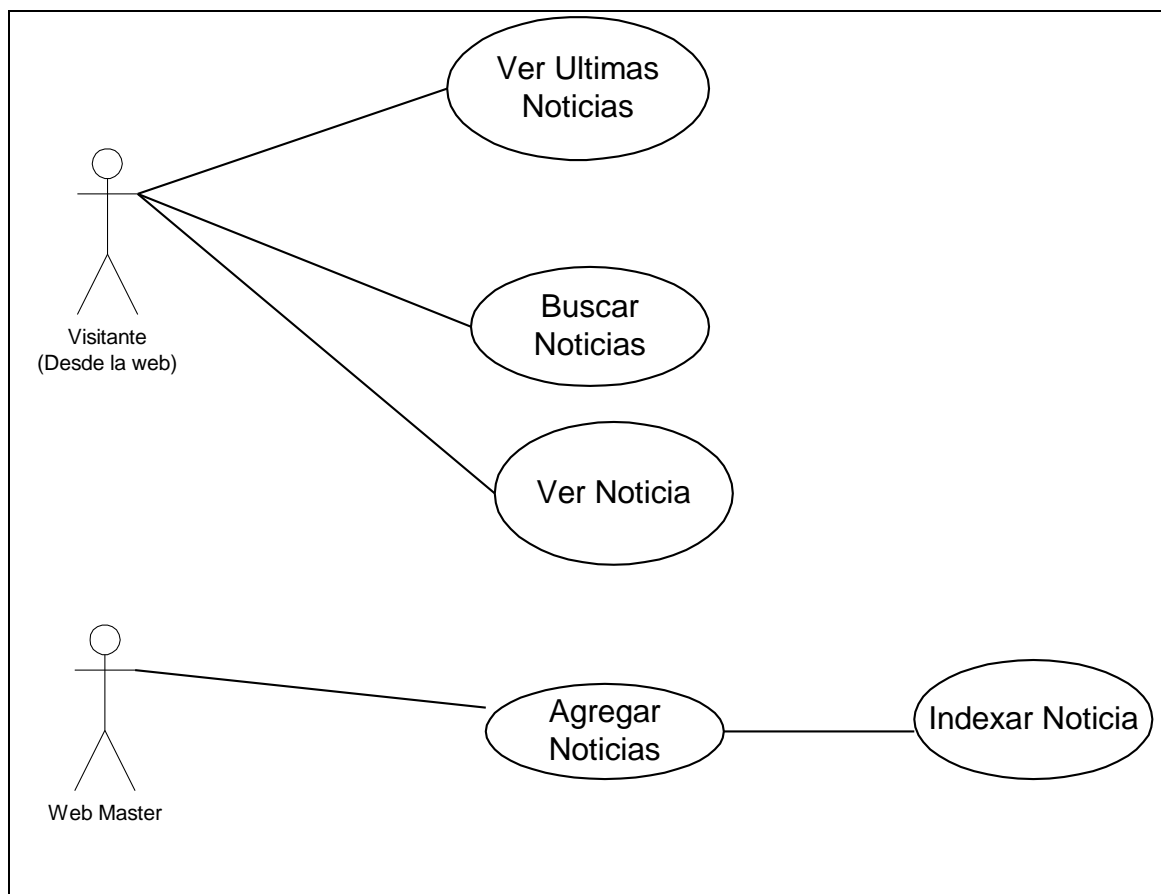 Ver Ultimas
Noticias
Visitante
(Desde la web)
Buscar
Noticias
Ver Noticia
Web Master
Agregar
Noticias
Indexar Noticia